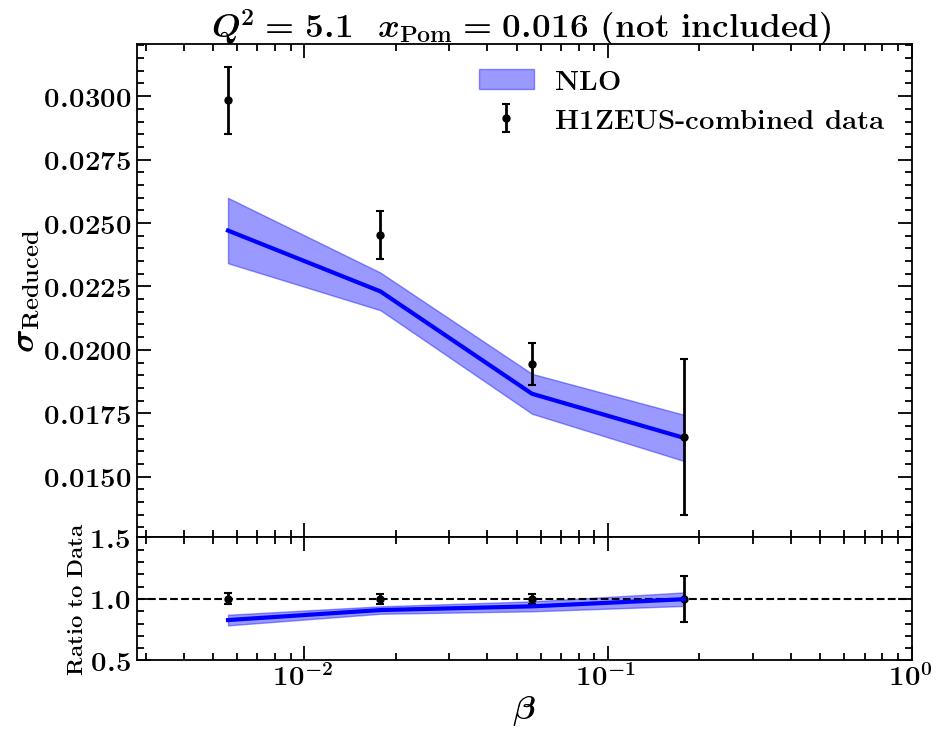 Q² = 5.1 x_Pom = 0.016 (not included)
NLO
H1ZEUS-combined data
σ_Reduced
0.0300
0.0275
0.0250
0.0225
0.0200
0.0175
0.0150
Ratio to Data
1.5
1.0
0.5
10⁻² 10⁻¹ 10⁰
β